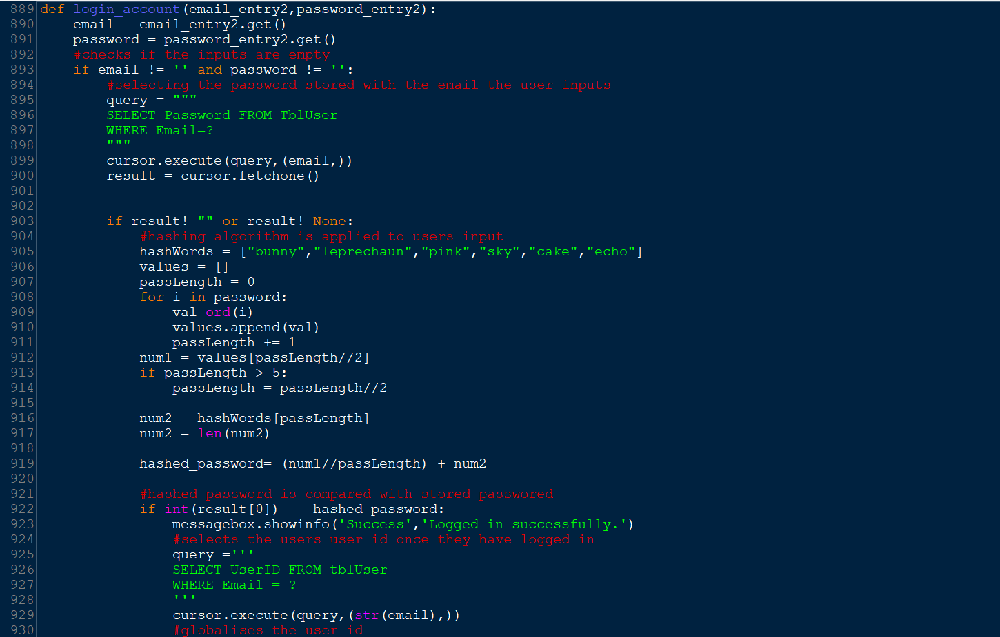 889 def login_account(email_entry2,password_entry2):
890     email = email_entry2.get()
891     password = password_entry2.get()
892     #checks if the inputs are empty
893     if email != '' and password != '':
894         #selecting the password stored with the email the user inputs
895         query = """
896         SELECT Password FROM TblUser
897         WHERE Email=?
898         """
899         cursor.execute(query,(email,))
900         result = cursor.fetchone()
901
902
903         if result!="" or result!=None:
904             #hashing algorithm is applied to users input
905             hashWords = ["bunny","leprechaun","pink","sky","cake","echo"]
906             values = []
907             passLength = 0
908             for i in password:
909                 val=ord(i)
910                 values.append(val)
911                 passLength += 1
912             num1 = values[passLength//2]
913             if passLength > 5:
914                 passLength = passLength//2
915
916             num2 = hashWords[passLength]
917             num2 = len(num2)
918
919             hashed_password= (num1//passLength) + num2
920
921             #hashed password is compared with stored passwored
922             if int(result[0]) == hashed_password:
923                 messagebox.showinfo('Success','Logged in successfully.')
924                 #selects the users user id once they have logged in
925                 query ='''
926                 SELECT UserID FROM tblUser
927                 WHERE Email = ?
928                 '''
929                 cursor.execute(query,(str(email),))
930                 #globalises the user id